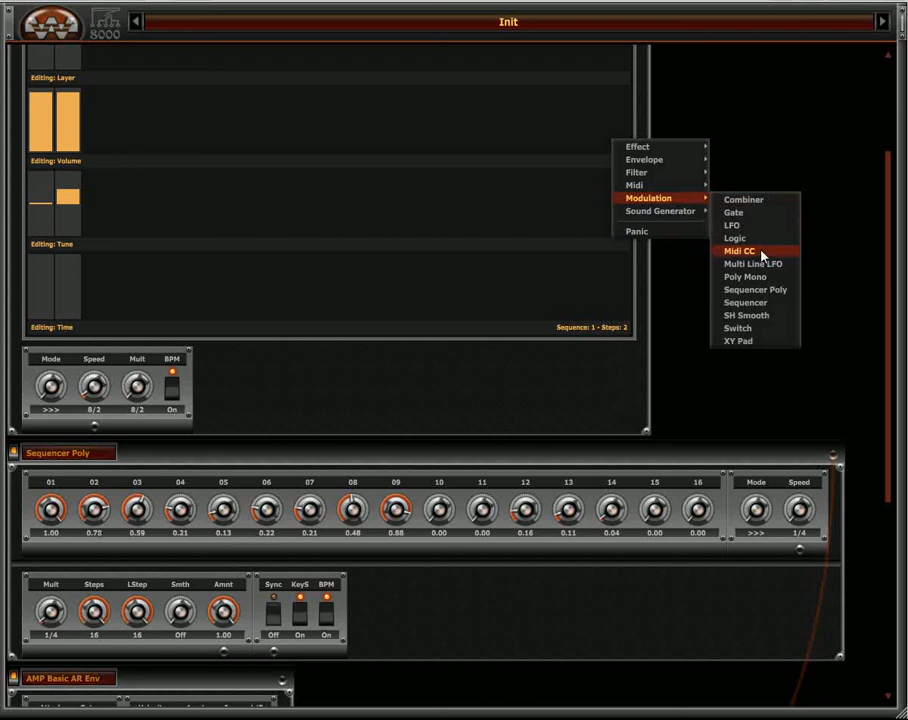 8000
Init
Editing: Layer
Editing: Volume
Editing: Tune
Editing: Time
Sequence: 1 - Steps: 2
Effect
Envelope
Filter
Midi
Modulation
Sound Generator
Panic
Combiner
Gate
LFO
Logic
Midi CC
Multi Line LFO
Poly Mono
Sequencer Poly
Sequencer
SH Smooth
Switch
XY Pad
Mode Speed Mult BPM
>>> 8/2 8/2 On
Sequencer Poly
01 02 03 04 05 06 07 08 09 10 11 12 13 14 15 16 Mode Speed
1.00 0.78 0.59 0.21 0.13 0.22 0.21 0.48 0.88 0.00 0.00 0.16 0.11 0.04 0.00 0.00 >>> 1/4
Mult Steps LStep Smth Amnt Sync KeyS BPM
1/4 16 16 Off 1.00 Off On On
AMP Basic AR Env